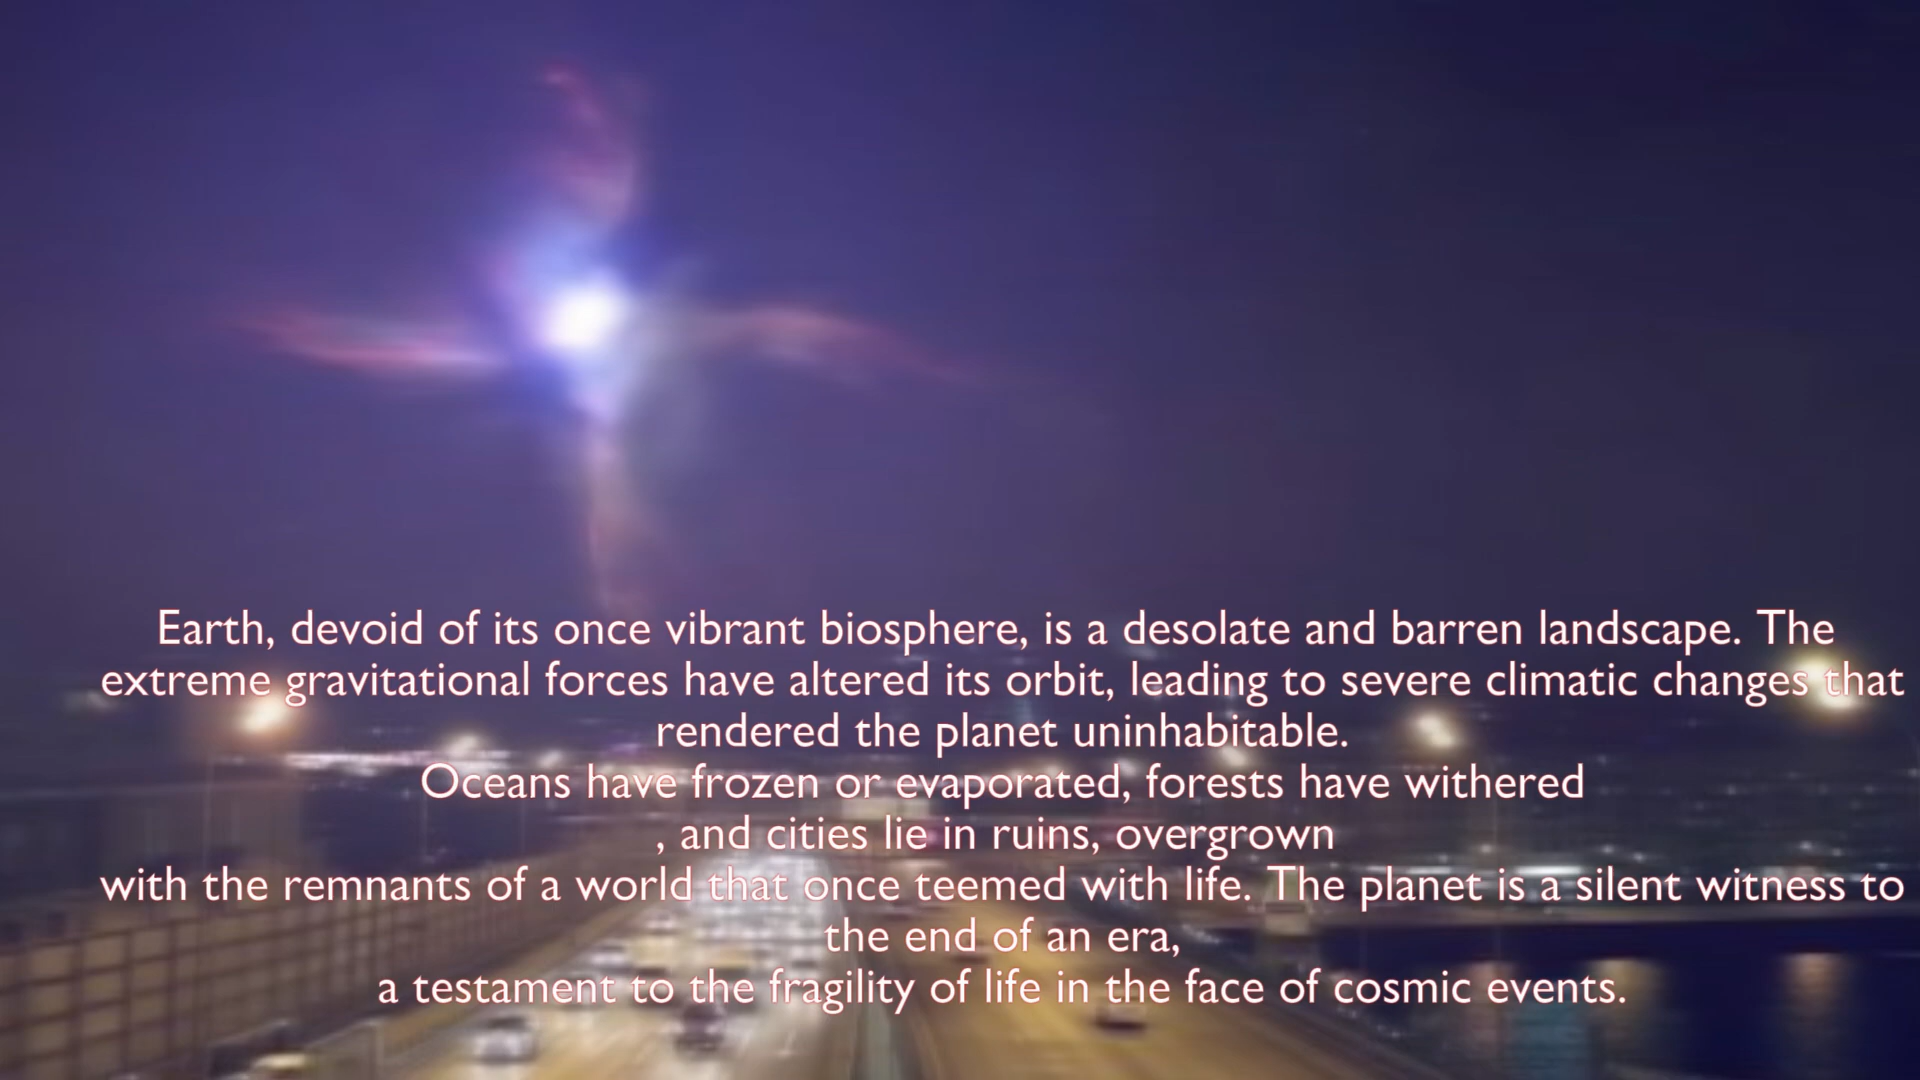 Earth, devoid of its once vibrant biosphere, is a desolate and barren landscape. The
extreme gravitational forces have altered its orbit, leading to severe climatic changes that
rendered the planet uninhabitable.
Oceans have frozen or evaporated, forests have withered
, and cities lie in ruins, overgrown
with the remnants of a world that once teemed with life. The planet is a silent witness to
the end of an era,
a testament to the fragility of life in the face of cosmic events.